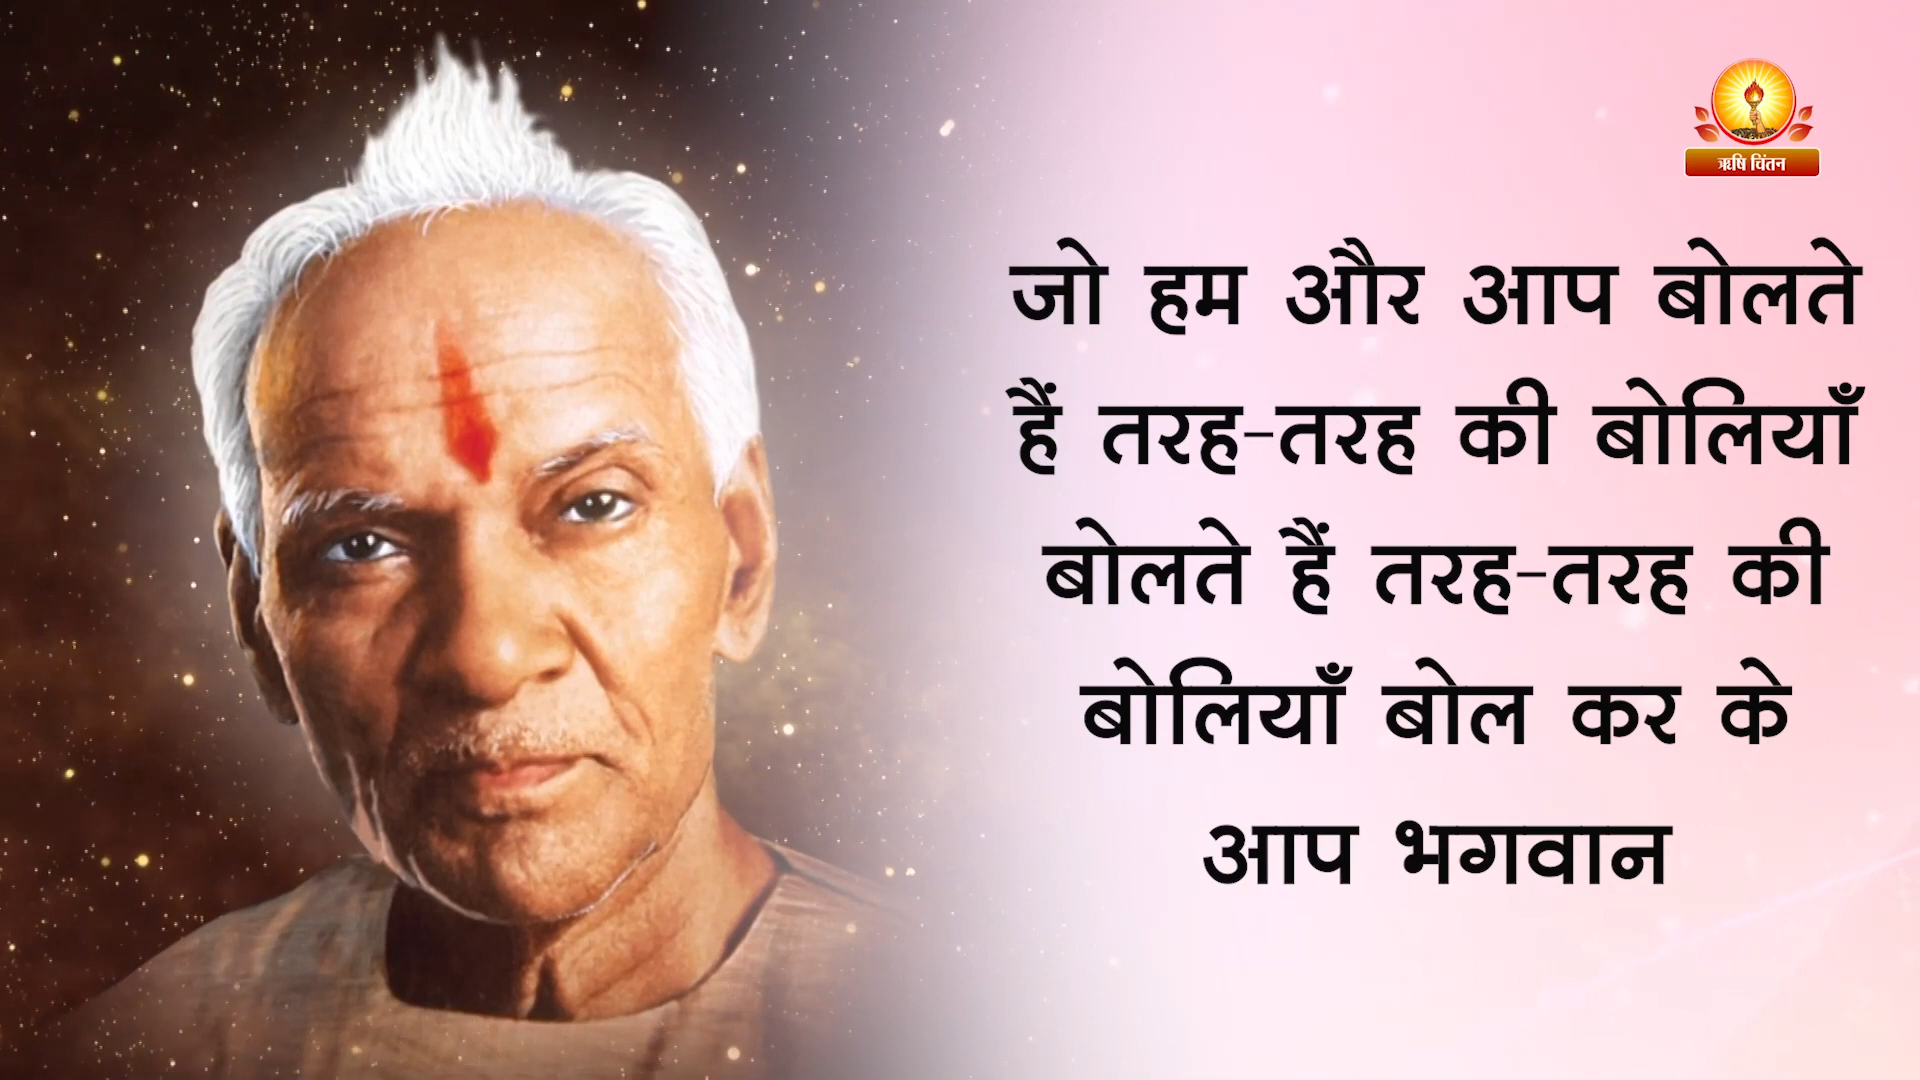 ऋषि चिंतन
जो हम और आप बोलते
हैं तरह-तरह की बोलियाँ
बोलते हैं तरह-तरह की
बोलियाँ बोल कर के
आप भगवान